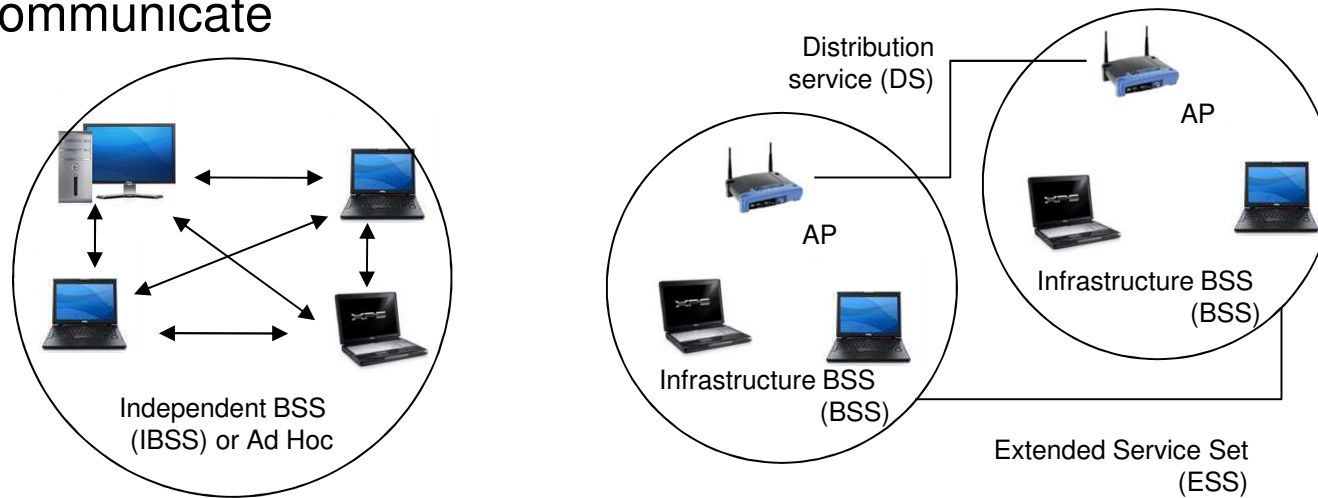 ommunicate
Independent BSS
(IBSS) or Ad Hoc
Distribution
service (DS)
AP
AP
Infrastructure BSS
(BSS)
Infrastructure BSS
(BSS)
Extended Service Set
(ESS)